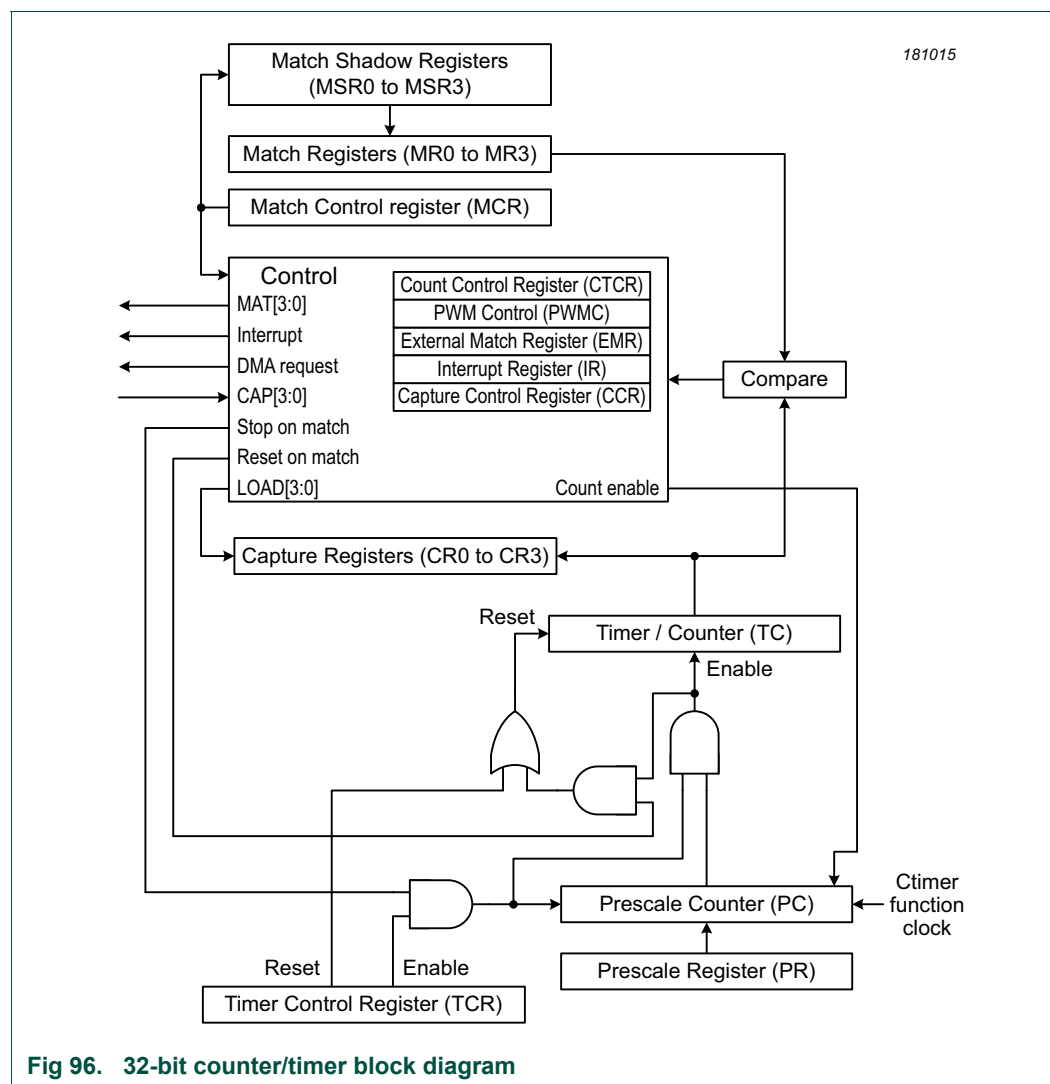 181015
Match Shadow Registers
(MSR0 to MSR3)
Match Registers (MR0 to MR3)
Match Control register (MCR)
Control
MAT[3:0]
Interrupt
DMA request
CAP[3:0]
Stop on match
Reset on match
LOAD[3:0]
Count Control Register (CTCR)
PWM Control (PWMC)
External Match Register (EMR)
Interrupt Register (IR)
Capture Control Register (CCR)
Count enable
Compare
Capture Registers (CR0 to CR3)
Reset
Timer / Counter (TC)
Enable
Prescale Counter (PC)
Ctimer
function
clock
Prescale Register (PR)
Reset
Enable
Timer Control Register (TCR)
Fig 96. 32-bit counter/timer block diagram